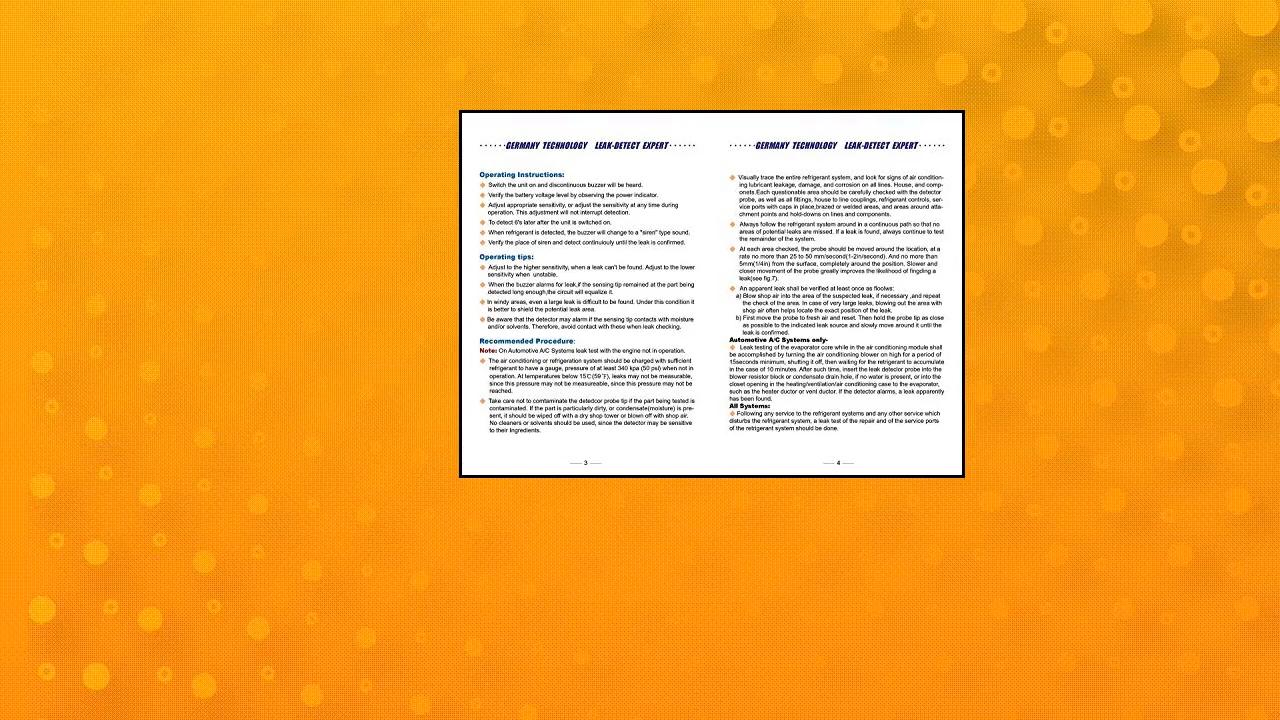 GERMANY TECHNOLOGY LEAK-DETECT EXPERT
Operating Instructions:
Switch the unit on and discontinuous buzzer will be heard.
Verify the battery voltage level by observing the power indicator.
Adjust appropriate sensitivity, or adjust the sensitivity at any time during
operation. This adjustment will not interrupt detection.
To detect 6's later after the unit is switched on.
When refrigerant is detected, the buzzer will change to a "siren" type sound.
Verify the place of siren and detect continuiouly until the leak is confirmed.
Operating tips:
Adjust to the higher sensitivity, when a leak can't be found. Adjust to the lower
sensitivity when unstable.
When the buzzer alarms for leak,if the sensing tip remained at the part being
detected long enough,the circuit will equalize it.
In windy areas, even a large leak is difficult to be found. Under this condition it
is better to shield the potential leak area.
Be aware that the detector may alarm if the sensing tip contacts with moisture
and/or solvents. Therefore, avoid contact with these when leak checking.
Recommended Procedure:
Note: On Automotive A/C Systems leak test with the engine not in operation.
The air conditioning or refrigeration system should be charged with sufficient
refrigerant to have a gauge, pressure of at least 340 kpa (50 psi) when not in
operation. At temperatures below 15℃(59℉), leaks may not be measurable,
since this pressure may not be measureable, since this pressure may not be
reached.
Take care not to comtaminate the detedcor probe tip if the part being tested is
contaminated. If the part is particularly dirty, or condensate(moisture) is pre-
sent, it should be wiped off with a dry shop tower or blown off with shop air.
No cleaners or solvents should be used, since the detector may be sensitive
to their Ingredients.
3
GERMANY TECHNOLOGY LEAK-DETECT EXPERT
Visually trace the entire refrigerant system, and look for signs of air condition-
ing lubricant leakage, damage, and corrosion on all lines. House, and comp-
onets.Each questionable area should be carefully checked with the detector
probe, as well as all fittings, house to line couplings, refrigerant controls, ser-
vice ports with caps in place,brazed or welded areas, and areas around atta-
chment points and hold-downs on lines and components.
Always follow the refrigerant system around in a continuous path so that no
areas of potential leaks are missed. If a leak is found, always continue to test
the remainder of the system.
At each area checked, the probe should be moved around the location, at a
rate no more than 25 to 50 mm/second(1-2in/second). And no more than
5mm(1/4in) from the surface, completely around the position. Slower and
closer movement of the probe greatly improves the likelihood of fingding a
leak(see fig.7).
An apparent leak shall be verified at least once as floolws:
a) Blow shop air into the area of the suspected leak, if necessary ,and repeat
the check of the area. In case of very large leaks, blowing out the area with
shop air often helps locate the exact position of the leak.
b) First move the probe to fresh air and reset. Then hold the probe tip as close
as possible to the indicated leak source and slowly move around it until the
leak is confirmed.
Automotive A/C Systems only-
Leak testing of the evaporator core while in the air conditioning module shall
be accomplished by turning the air conditioning blower on high for a period of
15seconds minimum, shutting it off, then waiting for the refrigerant to accumulate
in the case of 10 minutes. After such time, insert the leak detector probe into the
blower resistor block or condensate drain hole, if no water is present, or into the
closet opening in the heating/ventilation/air conditioning case to the evaporator,
such as the heater ductor or vent ductor. If the detector alarms, a leak apparently
has been found.
All Systems:
Following any service to the refrigerant systems and any other service which
disturbs the refrigerant system, a leak test of the repair and of the service ports
of the refrigerant system should be done.
4